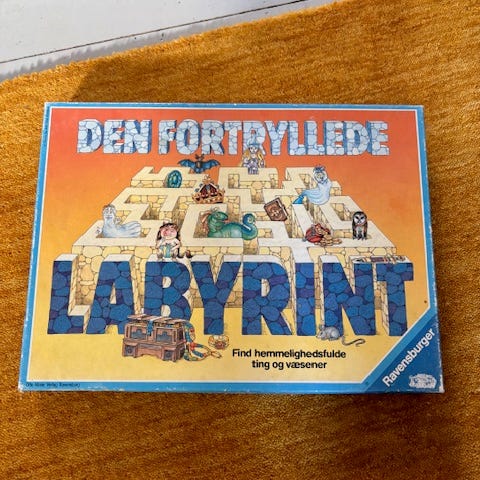 DEN FORTRYLLEDE
LABYRINT
Find hemmelighedsfulde
ting og væsener
Ravensburger